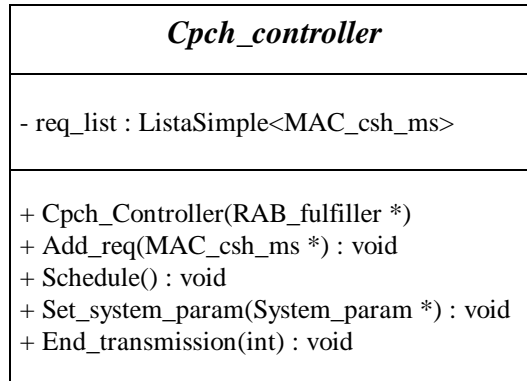 Cpch_controller
- req_list : ListaSimple<MAC_csh_ms>
+ Cpch_Controller(RAB_fulfiller *)
+ Add_req(MAC_csh_ms *) : void
+ Schedule() : void
+ Set_system_param(System_param *) : void
+ End_transmission(int) : void